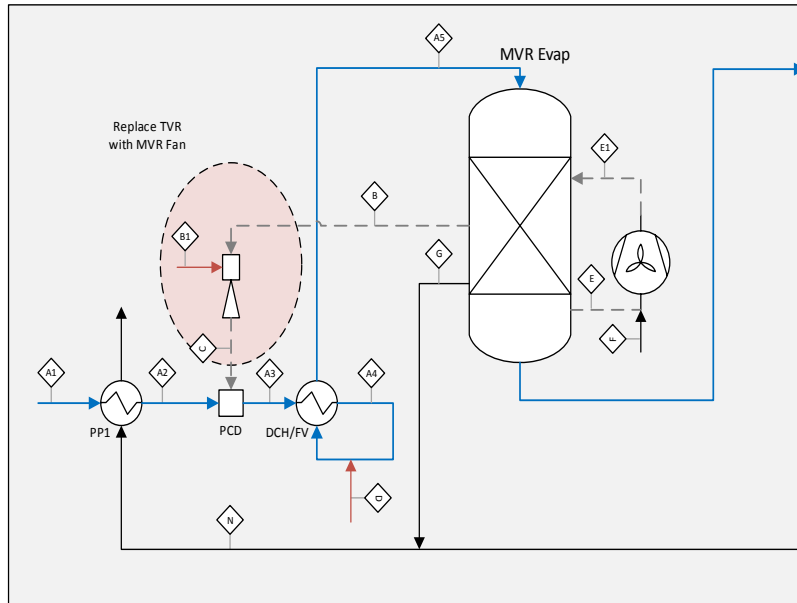 A5
MVR Evap
Replace TVR
with MVR Fan
E1
B
B1
G
E
F
C
A1
A2
A3
A4
PP1
PCD
DCH/FV
D
N